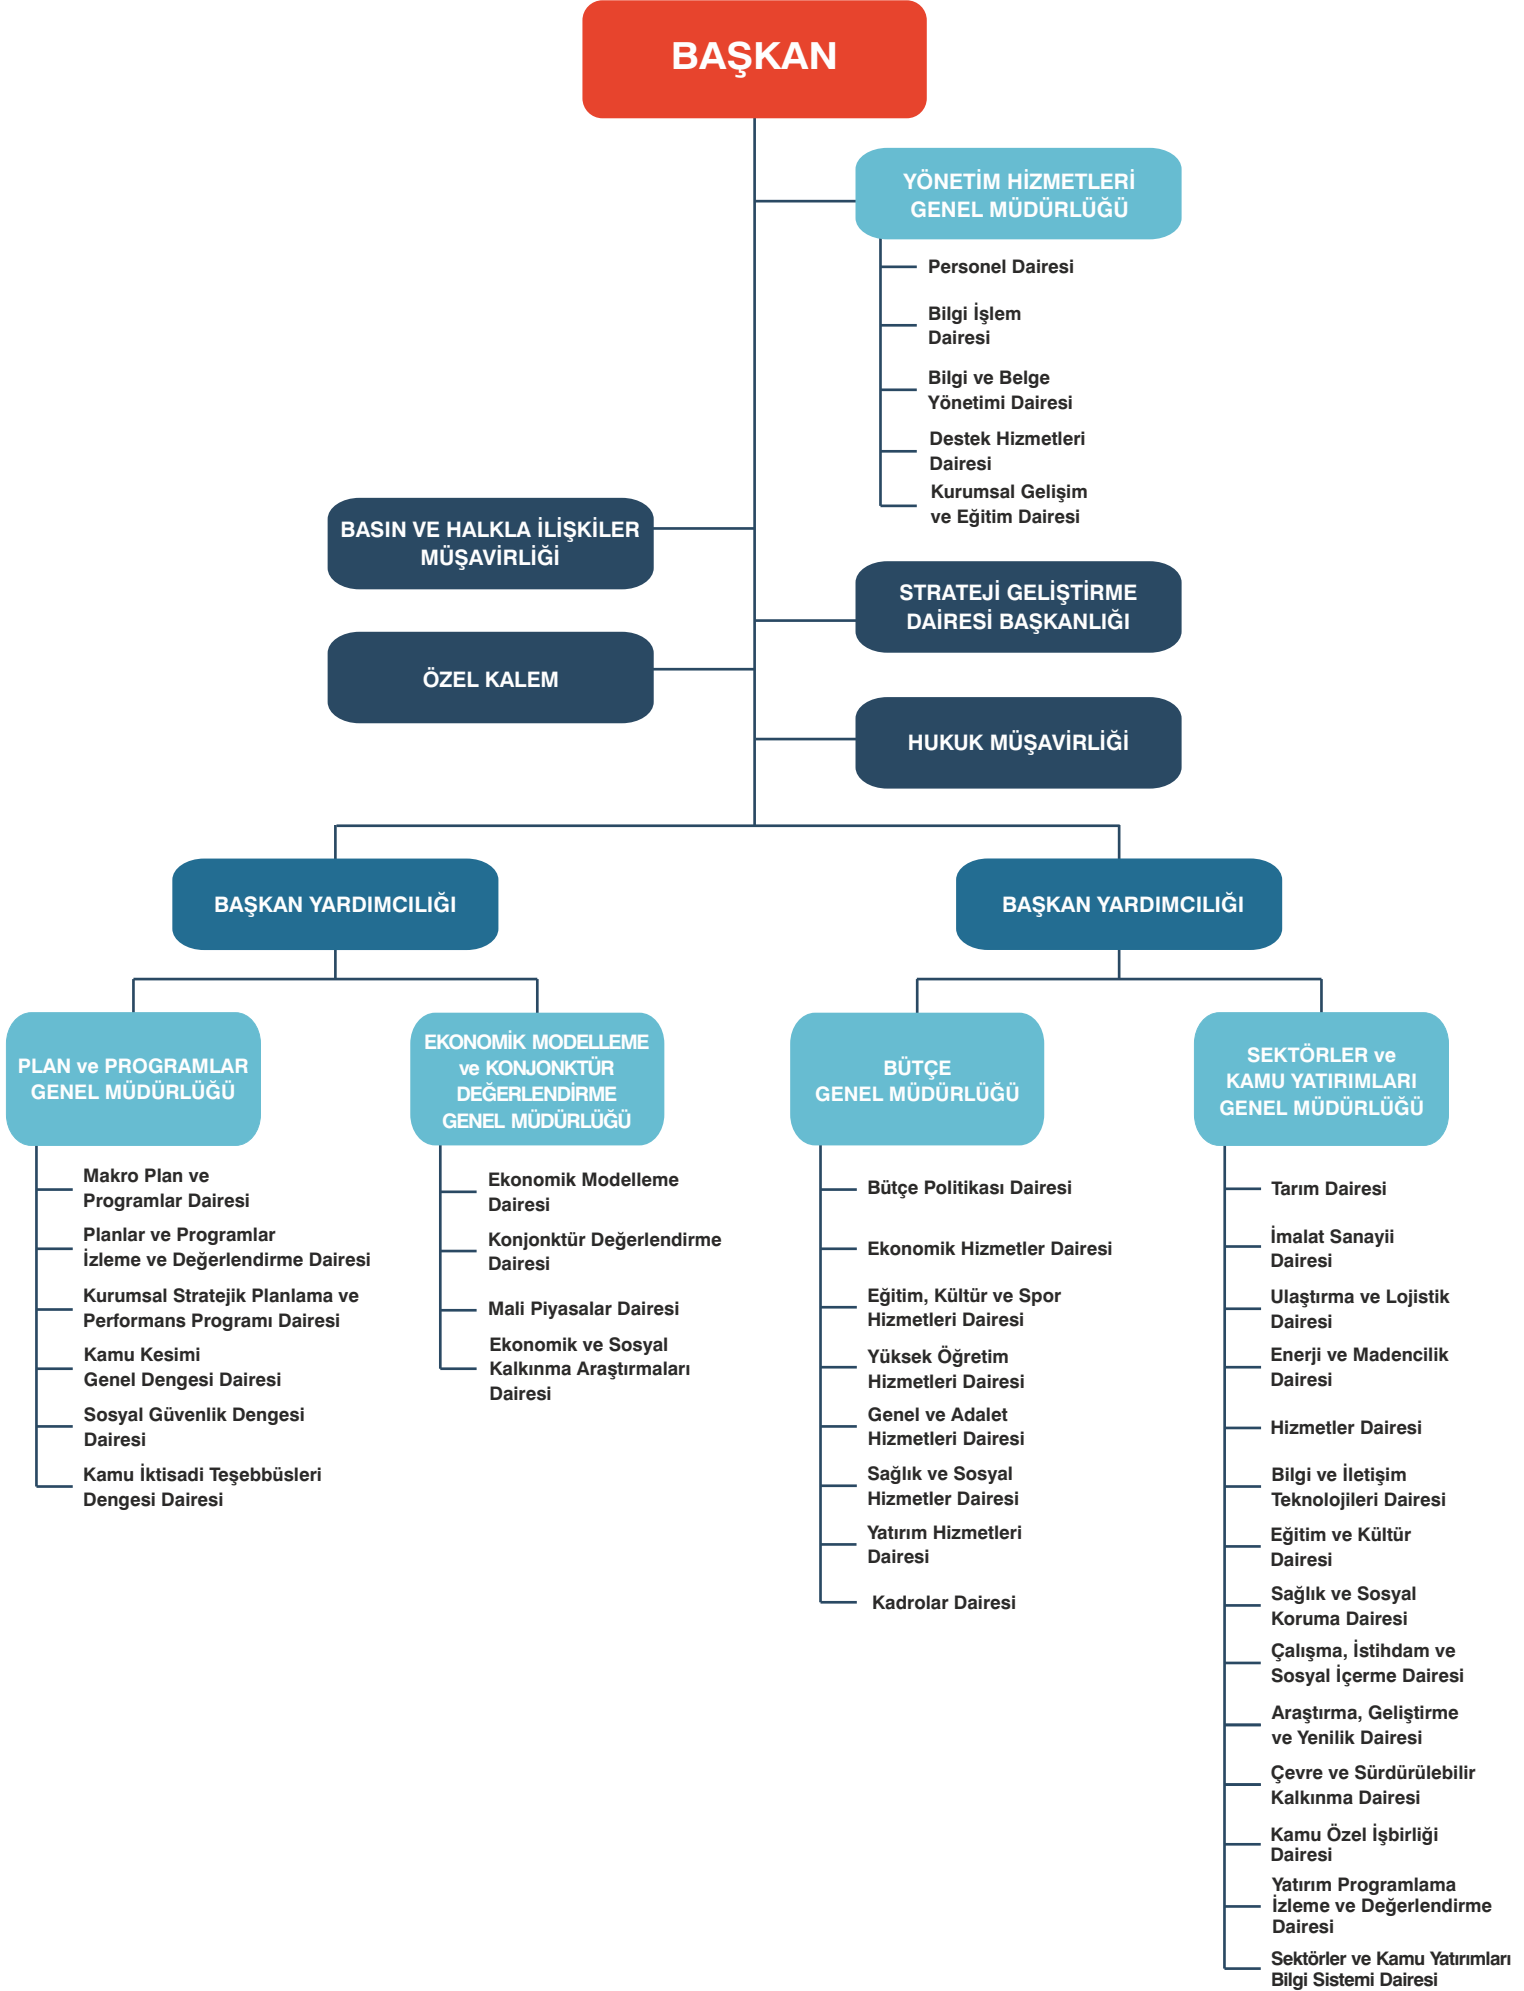 BAŞKAN
YÖNETİM HİZMETLERİ
GENEL MÜDÜRLÜĞÜ
Personel Dairesi
Bilgi İşlem
Dairesi
Bilgi ve Belge
Yönetimi Dairesi
Destek Hizmetleri
Dairesi
Kurumsal Gelişim
ve Eğitim Dairesi
BASIN VE HALKLA İLİŞKİLER
MÜŞAVİRLİĞİ
STRATEJİ GELİŞTİRME
DAİRESİ BAŞKANLIĞI
ÖZEL KALEM
HUKUK MÜŞAVİRLİĞİ
BAŞKAN YARDIMCILIĞI
BAŞKAN YARDIMCILIĞI
PLAN ve PROGRAMLAR
GENEL MÜDÜRLÜĞÜ
Makro Plan ve
Programlar Dairesi
Planlar ve Programlar
İzleme ve Değerlendirme Dairesi
Kurumsal Stratejik Planlama ve
Performans Programı Dairesi
Kamu Kesimi
Genel Dengesi Dairesi
Sosyal Güvenlik Dengesi
Dairesi
Kamu İktisadi Teşebbüsleri
Dengesi Dairesi
EKONOMİK MODELLEME
ve KONJONKTÜR
DEĞERLENDİRME
GENEL MÜDÜRLÜĞÜ
Ekonomik Modelleme
Dairesi
Konjonktür Değerlendirme
Dairesi
Mali Piyasalar Dairesi
Ekonomik ve Sosyal
Kalkınma Araştırmaları
Dairesi
BÜTÇE
GENEL MÜDÜRLÜĞÜ
Bütçe Politikası Dairesi
Ekonomik Hizmetler Dairesi
Eğitim, Kültür ve Spor
Hizmetleri Dairesi
Yüksek Öğretim
Hizmetleri Dairesi
Genel ve Adalet
Hizmetleri Dairesi
Sağlık ve Sosyal
Hizmetler Dairesi
Yatırım Hizmetleri
Dairesi
Kadrolar Dairesi
SEKTÖRLER ve
KAMU YATIRIMLARI
GENEL MÜDÜRLÜĞÜ
Tarım Dairesi
İmalat Sanayii
Dairesi
Ulaştırma ve Lojistik
Dairesi
Enerji ve Madencilik
Dairesi
Hizmetler Dairesi
Bilgi ve İletişim
Teknolojileri Dairesi
Eğitim ve Kültür
Dairesi
Sağlık ve Sosyal
Koruma Dairesi
Çalışma, İstihdam ve
Sosyal İçerme Dairesi
Araştırma, Geliştirme
ve Yenilik Dairesi
Çevre ve Sürdürülebilir
Kalkınma Dairesi
Kamu Özel İşbirliği
Dairesi
Yatırım Programlama
İzleme ve Değerlendirme
Dairesi
Sektörler ve Kamu Yatırımları
Bilgi Sistemi Dairesi